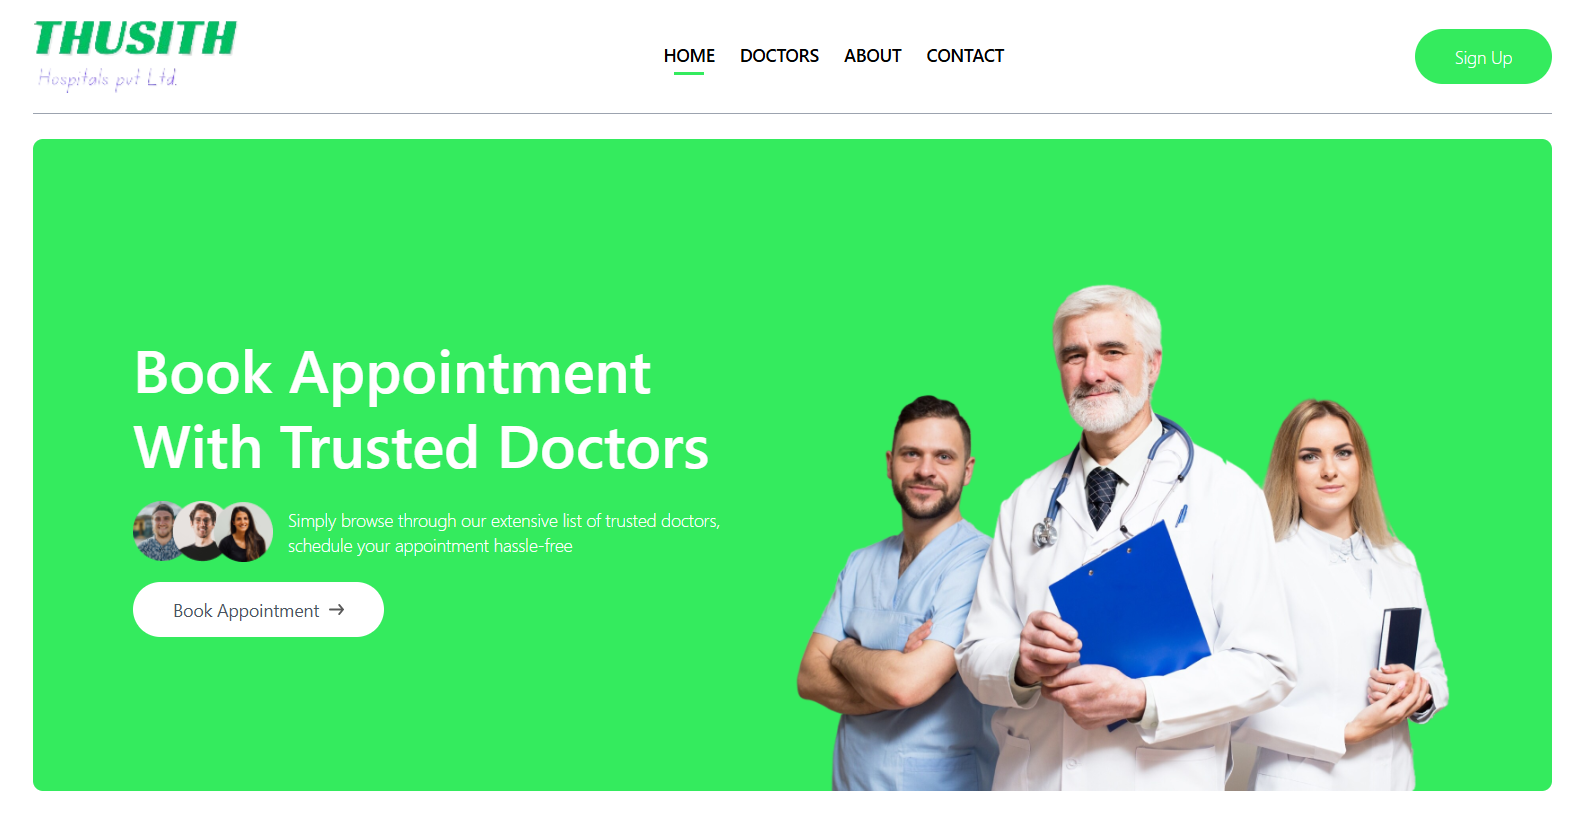 THUSITH
Hospitals pvt Ltd.
HOME DOCTORS ABOUT CONTACT
Sign Up
Book Appointment
With Trusted Doctors
Simply browse through our extensive list of trusted doctors,
schedule your appointment hassle-free
Book Appointment →